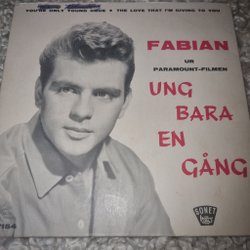 YOU'RE ONLY YOUNG ONCE • THE LOVE THAT I'M GIVING TO YOU
FABIAN
UR
PARAMOUNT-FILMEN
UNG
BARA
EN
GÅNG
7184
SONET